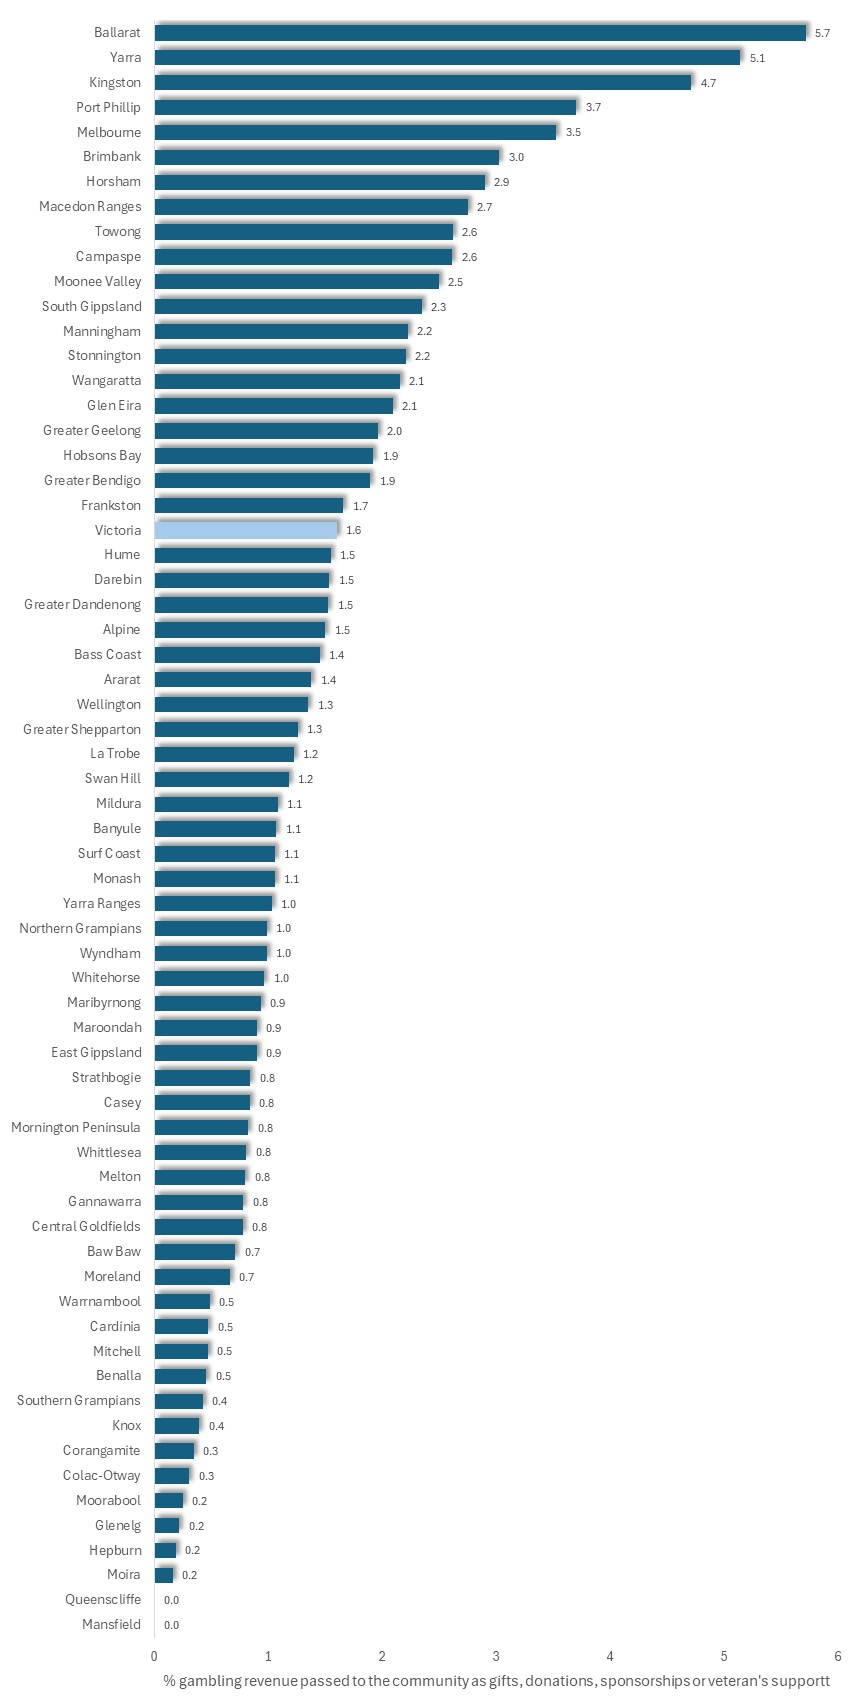 Ballarat 5.7
Yarra 5.1
Kingston 4.7
Port Phillip 3.7
Melbourne 3.5
Brimbank 3.0
Horsham 2.9
Macedon Ranges 2.7
Towong 2.6
Campaspe 2.6
Moonee Valley 2.5
South Gippsland 2.3
Manningham 2.2
Stonnington 2.2
Wangaratta 2.1
Glen Eira 2.1
Greater Geelong 2.0
Hobsons Bay 1.9
Greater Bendigo 1.9
Frankston 1.7
Victoria 1.6
Hume 1.5
Darebin 1.5
Greater Dandenong 1.5
Alpine 1.5
Bass Coast 1.4
Ararat 1.4
Wellington 1.3
Greater Shepparton 1.3
La Trobe 1.2
Swan Hill 1.2
Mildura 1.1
Banyule 1.1
Surf Coast 1.1
Monash 1.1
Yarra Ranges 1.0
Northern Grampians 1.0
Wyndham 1.0
Whitehorse 1.0
Maribyrnong 0.9
Maroondah 0.9
East Gippsland 0.9
Strathbogie 0.8
Casey 0.8
Mornington Peninsula 0.8
Whittlesea 0.8
Melton 0.8
Gannawarra 0.8
Central Goldfields 0.8
Baw Baw 0.7
Moreland 0.7
Warrnambool 0.5
Cardinia 0.5
Mitchell 0.5
Benalla 0.5
Southern Grampians 0.4
Knox 0.4
Corangamite 0.3
Colac-Otway 0.3
Moorabool 0.2
Glenelg 0.2
Hepburn 0.2
Moira 0.2
Queenscliffe 0.0
Mansfield 0.0
0 1 2 3 4 5 6
% gambling revenue passed to the community as gifts, donations, sponsorships or veteran's supportt